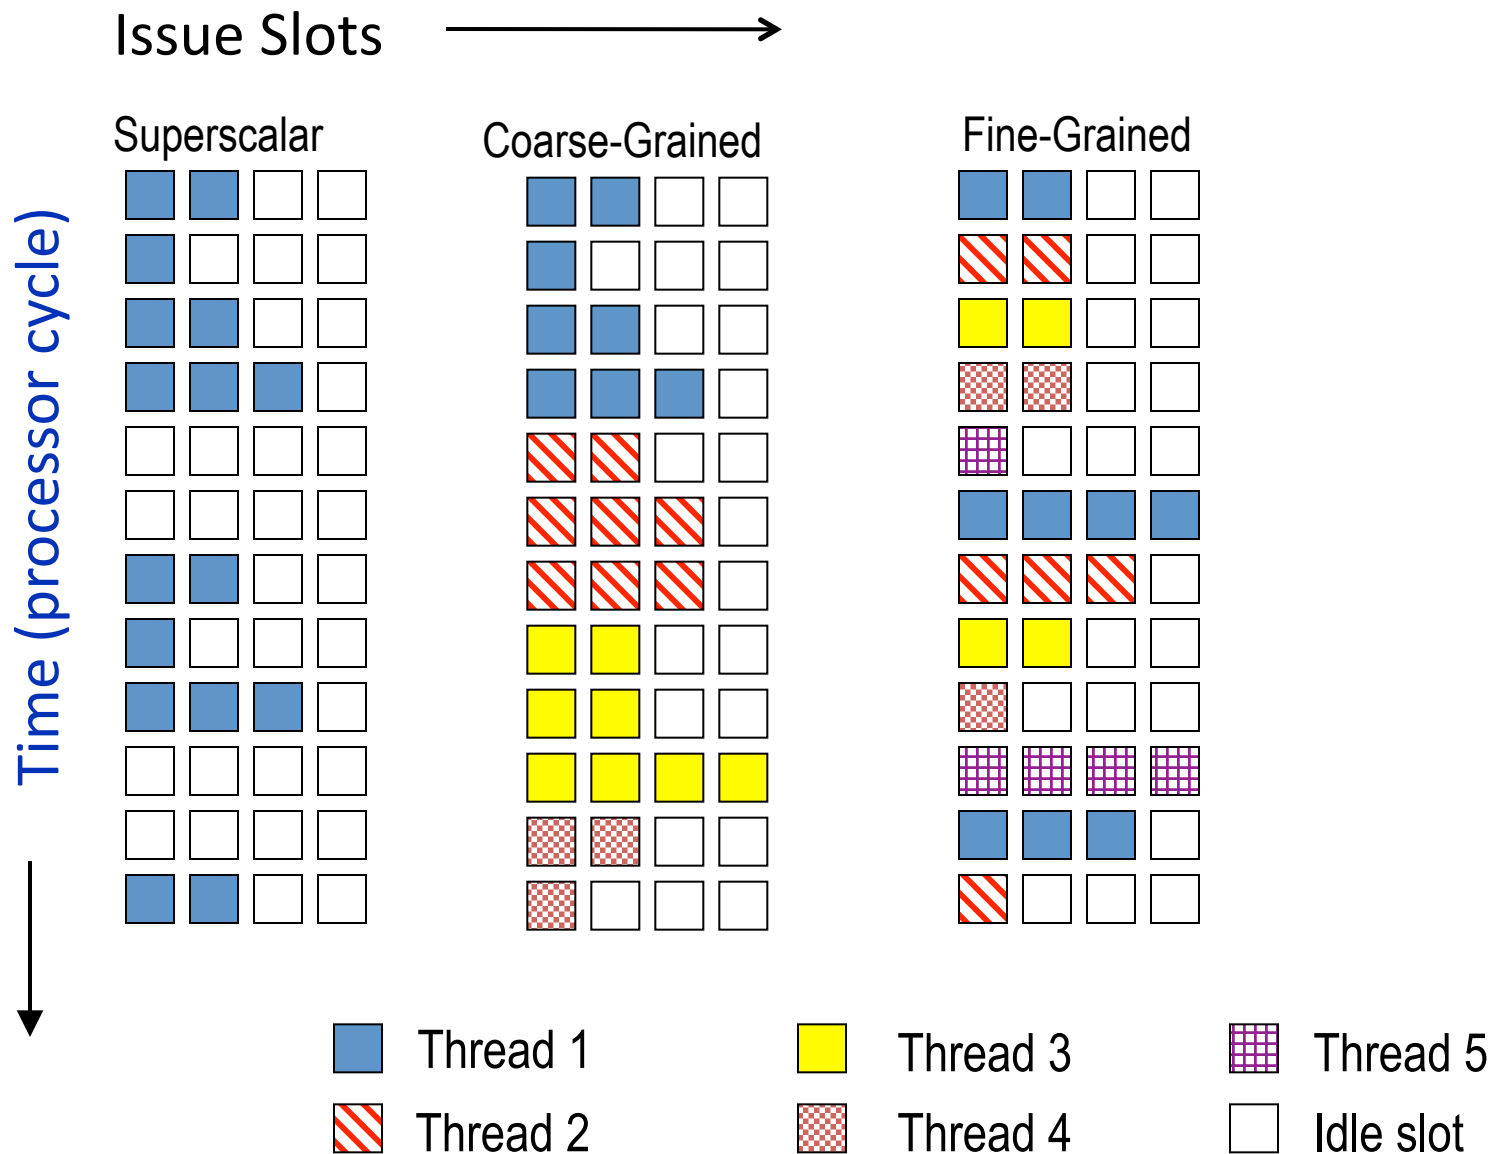 Issue Slots
Superscalar
Coarse-Grained
Fine-Grained
Time (processor cycle)
Thread 1
Thread 3
Thread 5
Thread 2
Thread 4
Idle slot